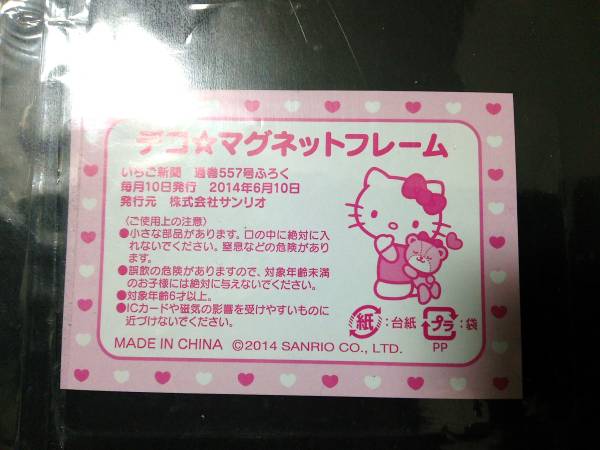 デコ☆マグネットフレーム
いちご新聞　通巻557号ふろく
毎月10日発行　2014年6月10日
発行元　株式会社サンリオ
〈ご使用上の注意〉
●小さな部品があります。口の中に絶対に入
れないでください。窒息などの危険があり
ます。
●誤飲の危険がありますので、対象年齢未満
のお子様には絶対に与えないでください。
●対象年齢6才以上。
●ICカードや磁気の影響を受けやすいものに
近づけないでください。
紙:台紙 プラ:袋
PP
MADE IN CHINA ©2014 SANRIO CO., LTD.